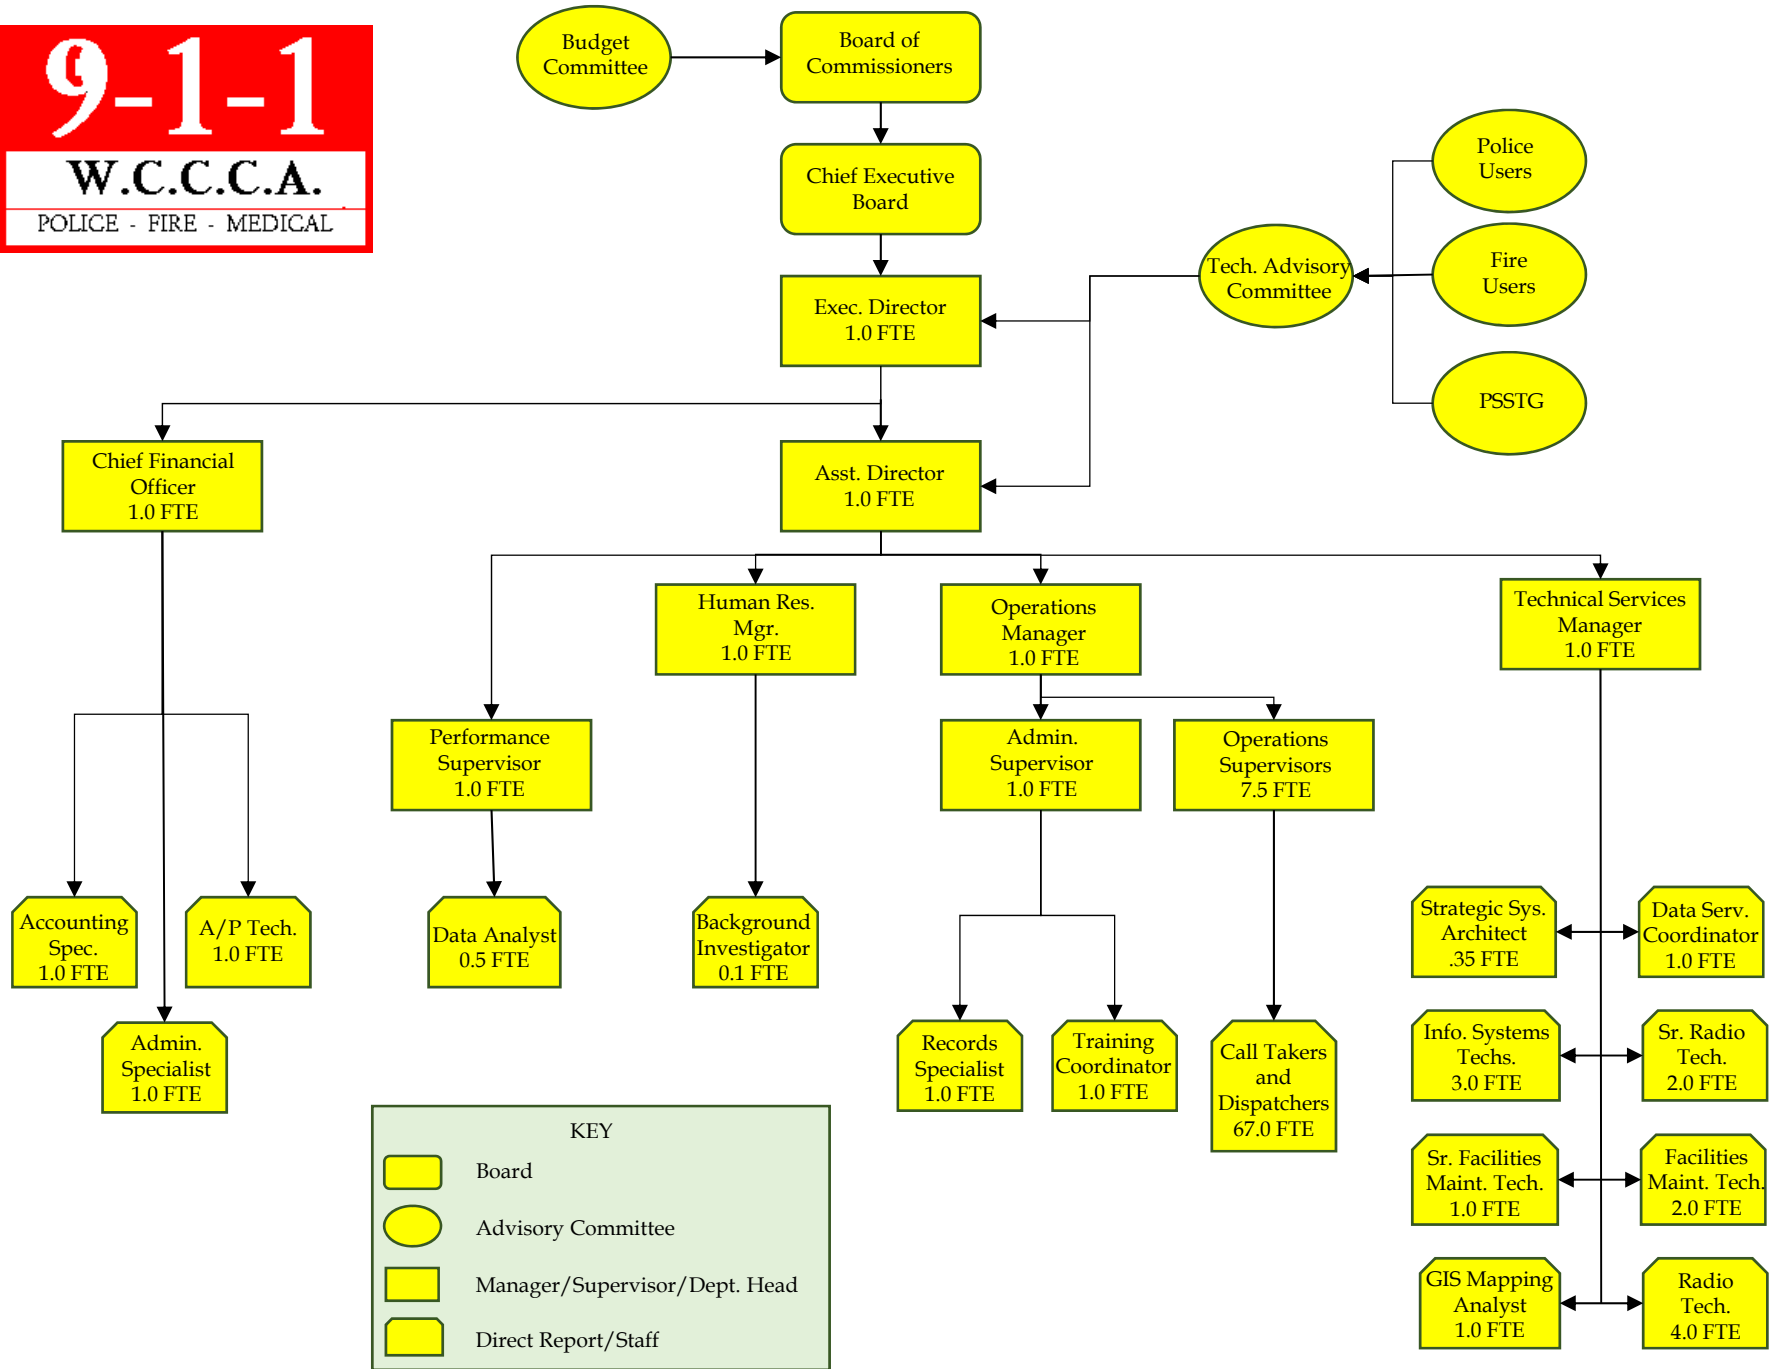 9-1-1
W.C.C.C.A.
POLICE - FIRE - MEDICAL
Budget
Committee
Board of
Commissioners
Chief Executive
Board
Police
Users
Tech. Advisory
Committee
Fire
Users
PSSTG
Exec. Director
1.0 FTE
Chief Financial
Officer
1.0 FTE
Asst. Director
1.0 FTE
Human Res.
Mgr.
1.0 FTE
Operations
Manager
1.0 FTE
Technical Services
Manager
1.0 FTE
Performance
Supervisor
1.0 FTE
Admin.
Supervisor
1.0 FTE
Operations
Supervisors
7.5 FTE
Accounting
Spec.
1.0 FTE
A/P Tech.
1.0 FTE
Admin.
Specialist
1.0 FTE
Data Analyst
0.5 FTE
Background
Investigator
0.1 FTE
Records
Specialist
1.0 FTE
Training
Coordinator
1.0 FTE
Call Takers
and
Dispatchers
67.0 FTE
Strategic Sys.
Architect
.35 FTE
Data Serv.
Coordinator
1.0 FTE
Info. Systems
Techs.
3.0 FTE
Sr. Radio
Tech.
2.0 FTE
Sr. Facilities
Maint. Tech.
1.0 FTE
Facilities
Maint. Tech.
2.0 FTE
GIS Mapping
Analyst
1.0 FTE
Radio
Tech.
4.0 FTE
KEY
Board
Advisory Committee
Manager/Supervisor/Dept. Head
Direct Report/Staff